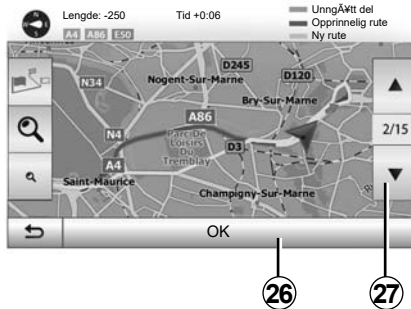 Lengde: -250 Tid +0:06
UnngÃ¥tt del
Opprinnelig rute
Ny rute
A4 A86 E50
D245
D120
N34
Nogent-Sur-Marne
Bry-Sur-Marne
A86
2/15
N4
Parc De
Loisirs
Du
Tremblay
D3
A4
Saint-Maurice
Champigny-Sur-Marne
OK
26
27